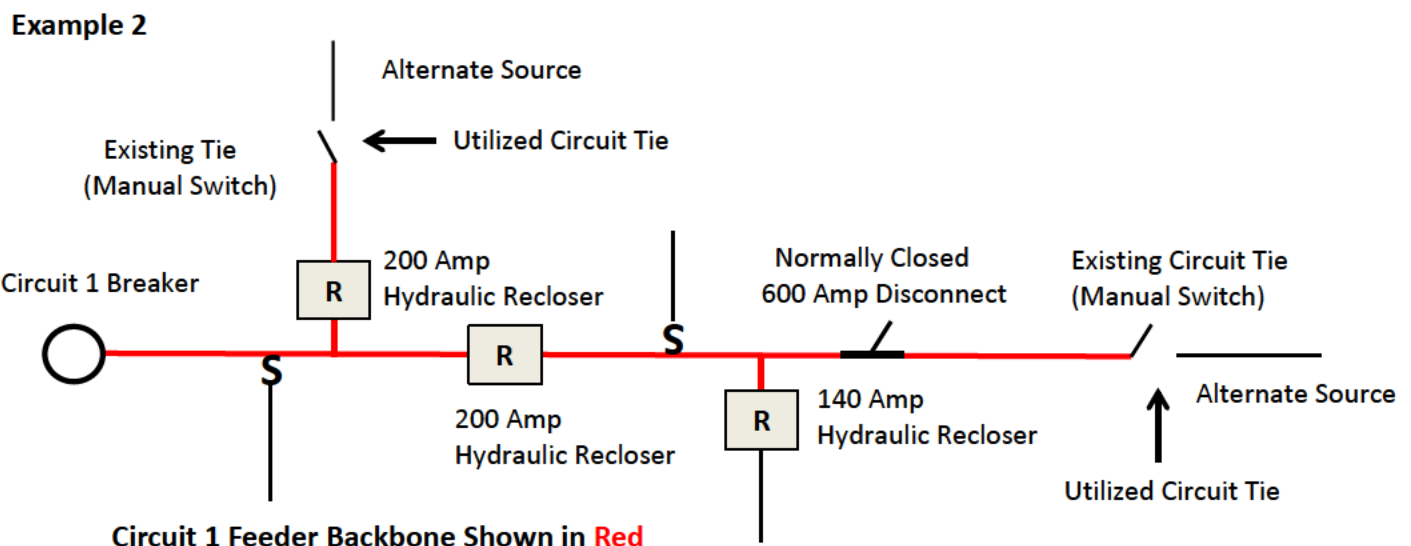 Example 2
Alternate Source
Utilized Circuit Tie
Existing Tie
(Manual Switch)
Circuit 1 Breaker
200 Amp
Hydraulic Recloser
R
Normally Closed
600 Amp Disconnect
Existing Circuit Tie
(Manual Switch)
S
R
S
200 Amp
Hydraulic Recloser
R
140 Amp
Hydraulic Recloser
Alternate Source
Utilized Circuit Tie
Circuit 1 Feeder Backbone Shown in Red